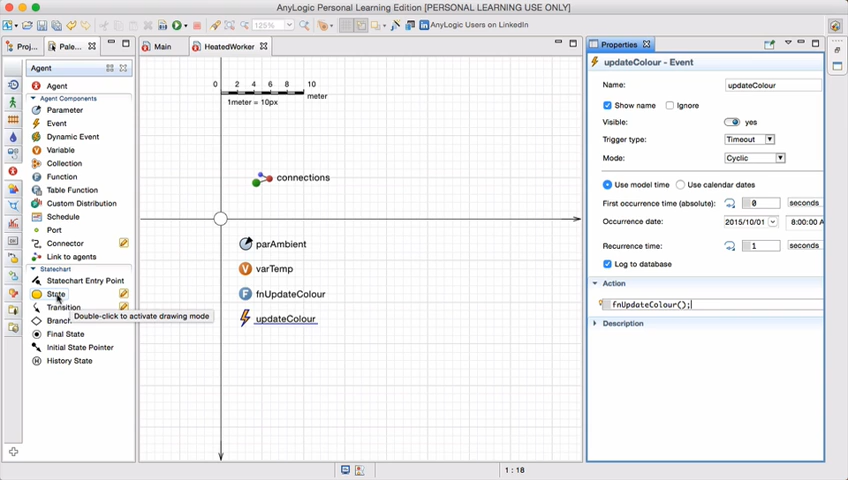 AnyLogic Personal Learning Edition [PERSONAL LEARNING USE ONLY]
125%
AnyLogic Users on LinkedIn
Proj...
Pale...
Main
HeatedWorker
Properties
Agent
Agent
Agent Components
Parameter
Event
Dynamic Event
Variable
Collection
Function
Table Function
Custom Distribution
Schedule
Port
Connector
Link to agents
Statechart
Statechart Entry Point
State
Transition
Branch
Final State
Initial State Pointer
History State
Double-click to activate drawing mode
0 2 4 6 8 10
meter
1meter = 10px
connections
parAmbient
varTemp
fnUpdateColour
updateColour
updateColour - Event
Name: updateColour
Show name Ignore
Visible: yes
Trigger type: Timeout
Mode: Cyclic
Use model time Use calendar dates
First occurrence time (absolute): 0 seconds
Occurrence date: 2015/10/01 8:00:00 A
Recurrence time: 1 seconds
Log to database
Action
fnUpdateColour();
Description
1 : 18